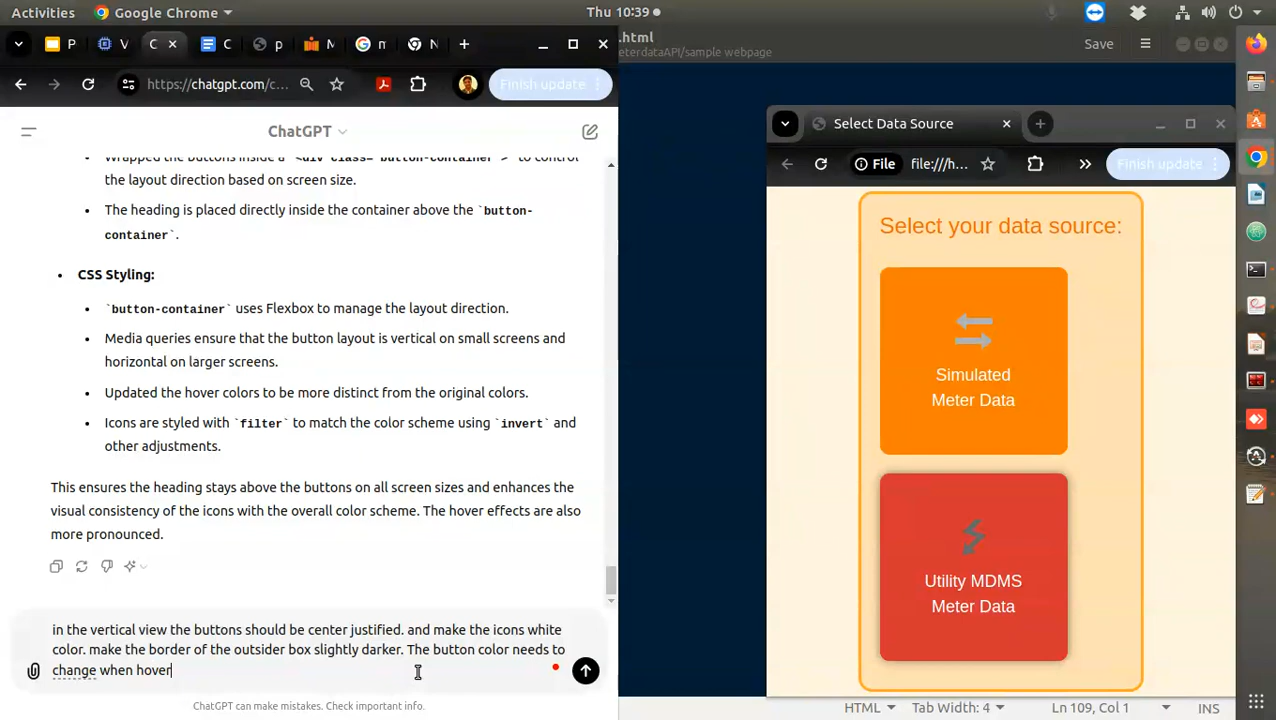 Activities
Google Chrome
Thu 10:39
.html
eterdataAPI/sample webpage
Save
P
V
C
C
p
M
m
N
https://chatgpt.com/c...
Finish update
ChatGPT
Wrapped the buttons inside a `<div class="button-container">` to control
the layout direction based on screen size.
The heading is placed directly inside the container above the `button-
container`.
CSS Styling:
`button-container` uses Flexbox to manage the layout direction.
Media queries ensure that the button layout is vertical on small screens and
horizontal on larger screens.
Updated the hover colors to be more distinct from the original colors.
Icons are styled with `filter` to match the color scheme using `invert` and
other adjustments.
This ensures the heading stays above the buttons on all screen sizes and enhances the
visual consistency of the icons with the overall color scheme. The hover effects are also
more pronounced.
in the vertical view the buttons should be center justified. and make the icons white
color. make the border of the outsider box slightly darker. The button color needs to
change when hover
ChatGPT can make mistakes. Check important info.
Select Data Source
File
file:///h...
Finish update
Select your data source:
Simulated
Meter Data
Utility MDMS
Meter Data
HTML
Tab Width: 4
Ln 109, Col 1
INS